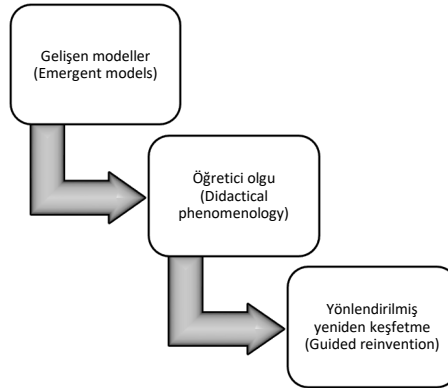 Gelişen modeller
(Emergent models)
Öğretici olgu
(Didactical
phenomenology)
Yönlendirilmiş
yeniden keşfetme
(Guided reinvention)